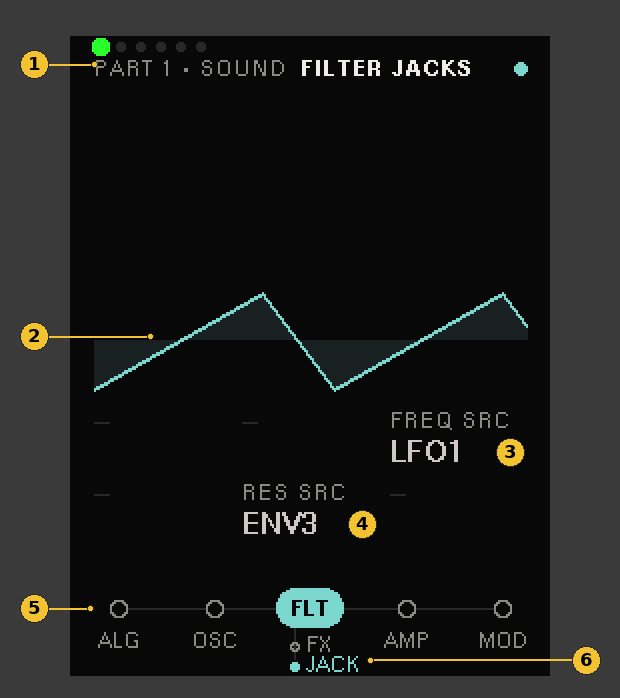 1 PART 1 · SOUND FILTER JACKS
2
FREQ SRC
LFO1 3
RES SRC
ENV3 4
5 FLT
ALG OSC FX AMP MOD
JACK 6